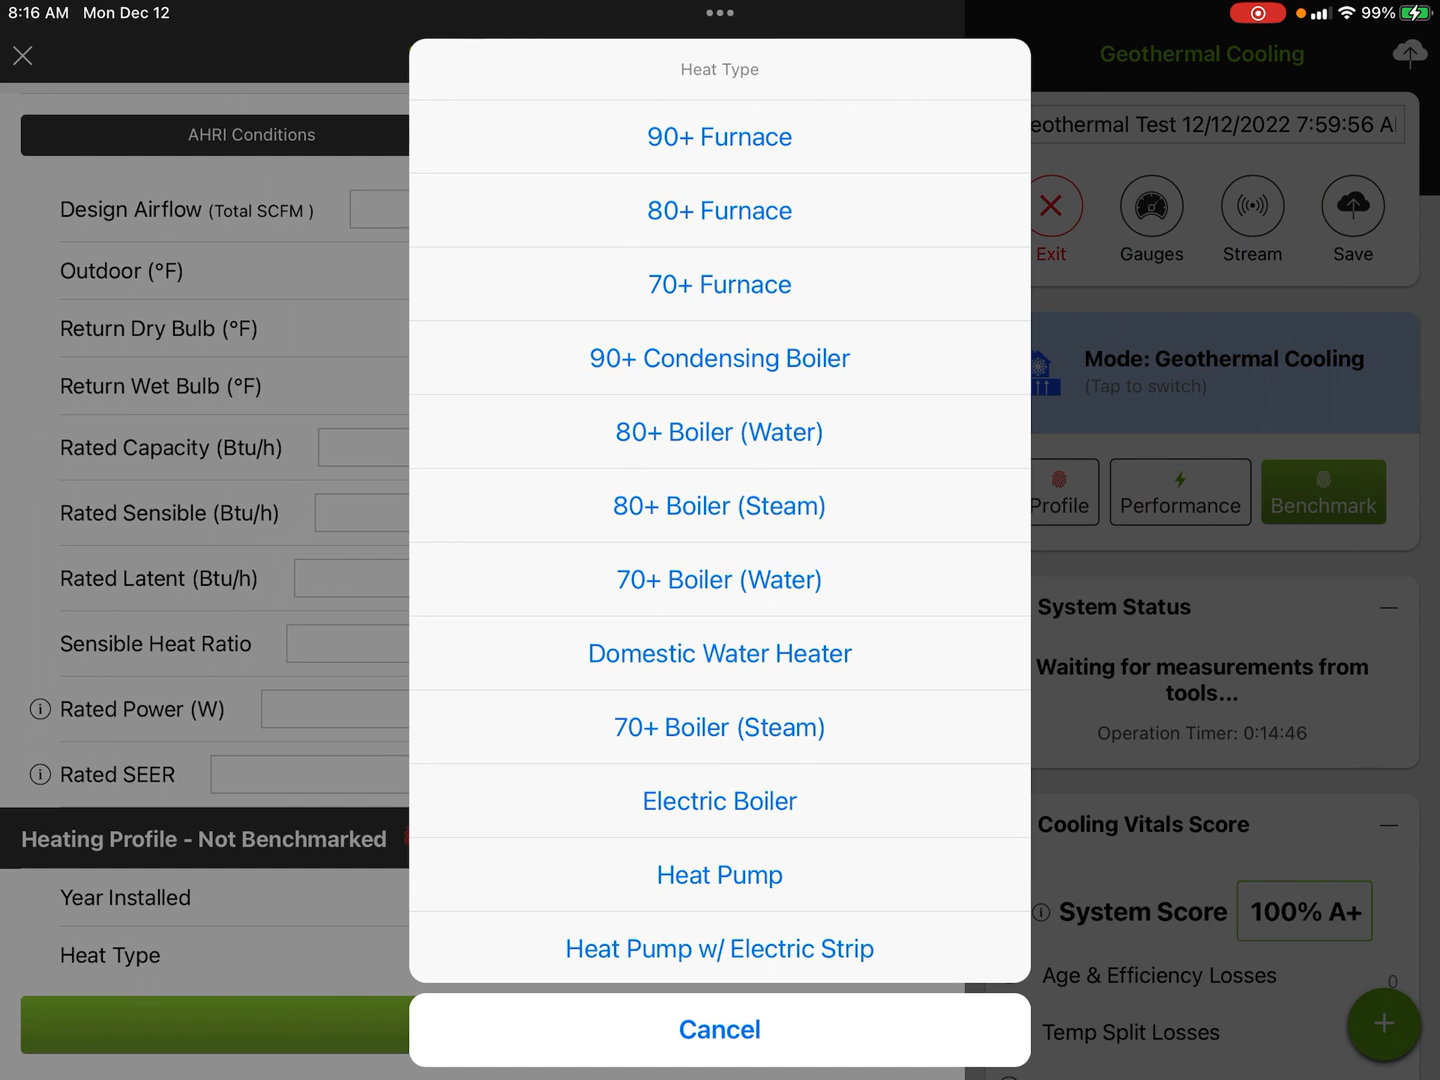 8:16 AM Mon Dec 12
99%
AHRI Conditions
Design Airflow (Total SCFM )
Outdoor (°F)
Return Dry Bulb (°F)
Return Wet Bulb (°F)
Rated Capacity (Btu/h)
Rated Sensible (Btu/h)
Rated Latent (Btu/h)
Sensible Heat Ratio
Rated Power (W)
Rated SEER
Heating Profile - Not Benchmarked
Year Installed
Heat Type
Heat Type
90+ Furnace
80+ Furnace
70+ Furnace
90+ Condensing Boiler
80+ Boiler (Water)
80+ Boiler (Steam)
70+ Boiler (Water)
Domestic Water Heater
70+ Boiler (Steam)
Electric Boiler
Heat Pump
Heat Pump w/ Electric Strip
Cancel
Geothermal Cooling
eothermal Test 12/12/2022 7:59:56 A
Exit Gauges Stream Save
Mode: Geothermal Cooling
(Tap to switch)
Profile Performance Benchmark
System Status
Waiting for measurements from
tools...
Operation Timer: 0:14:46
Cooling Vitals Score
System Score 100% A+
Age & Efficiency Losses 0
Temp Split Losses